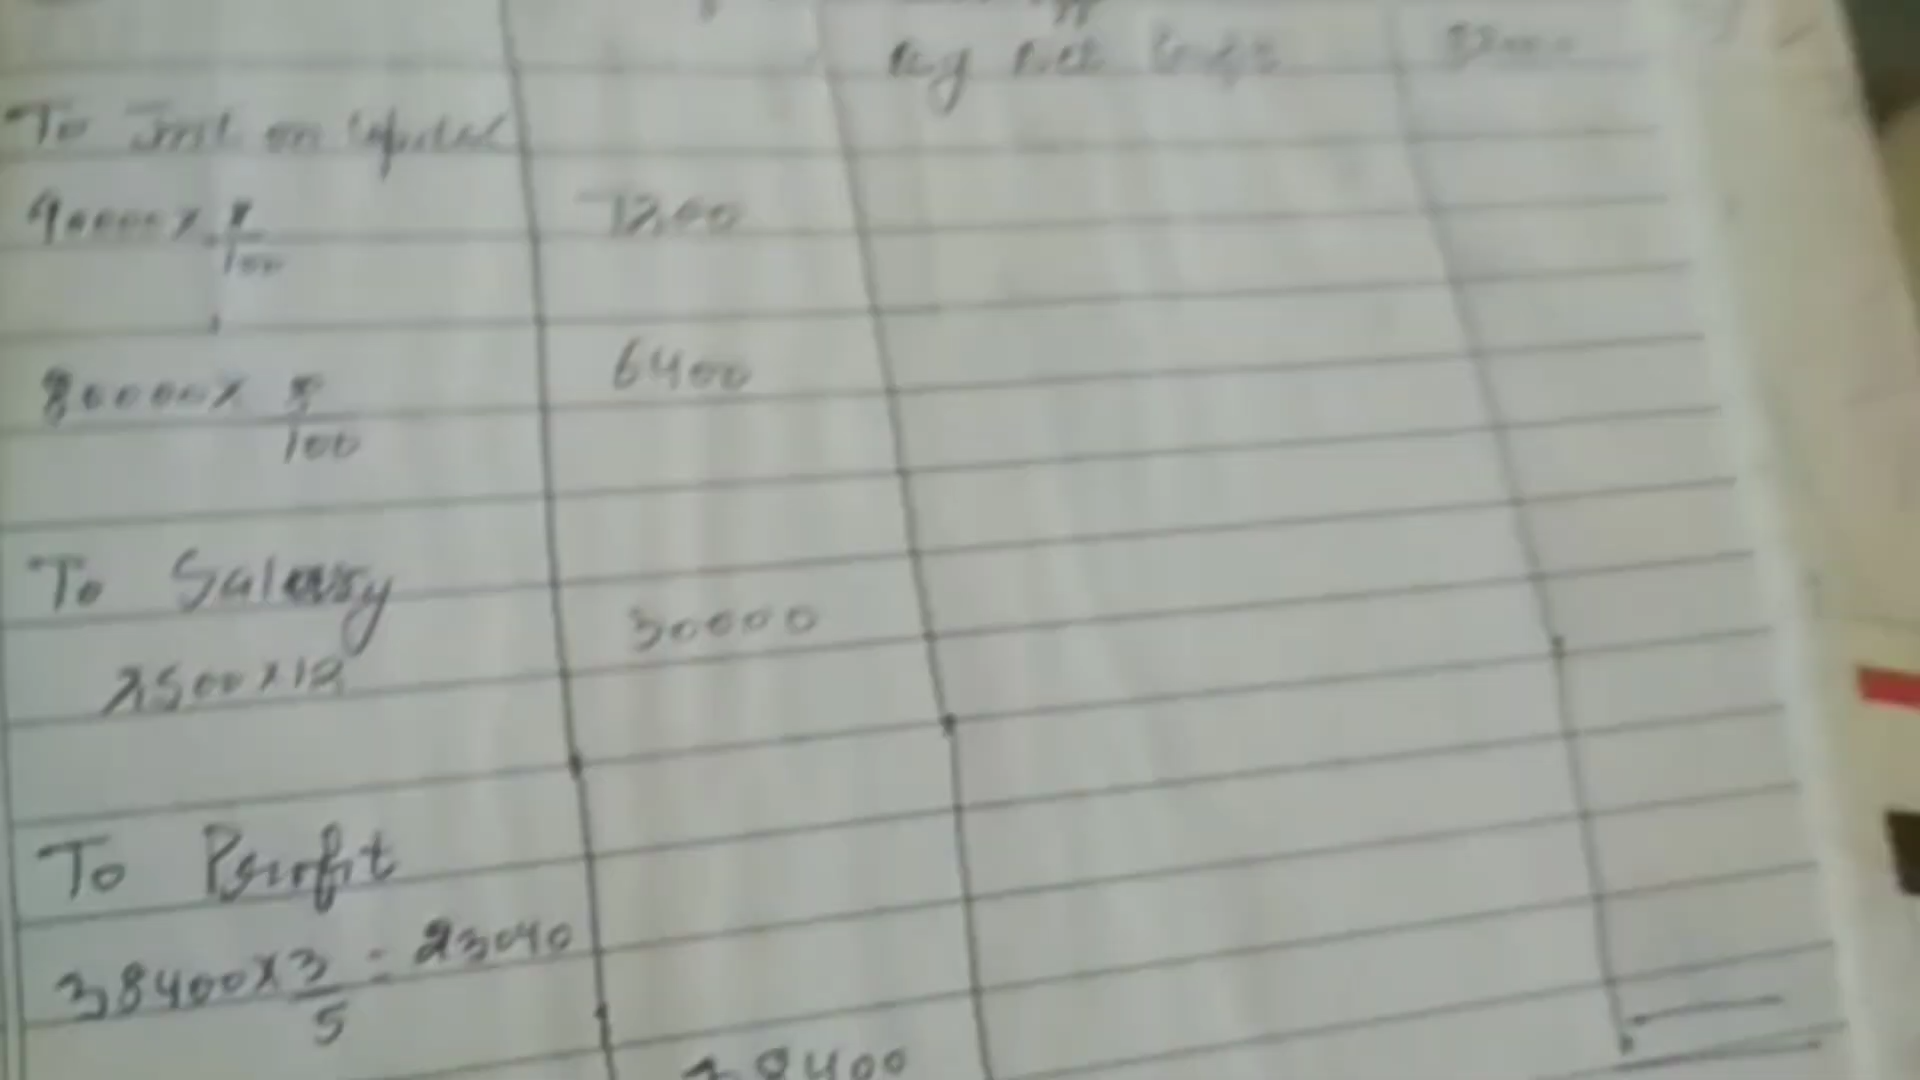 To Int on Capital
90000 x 8/100 7200
80000 x 8/100 6400
To Salary
30000
2500 x 12
To Profit
38400 x 3/5 = 23040
38400